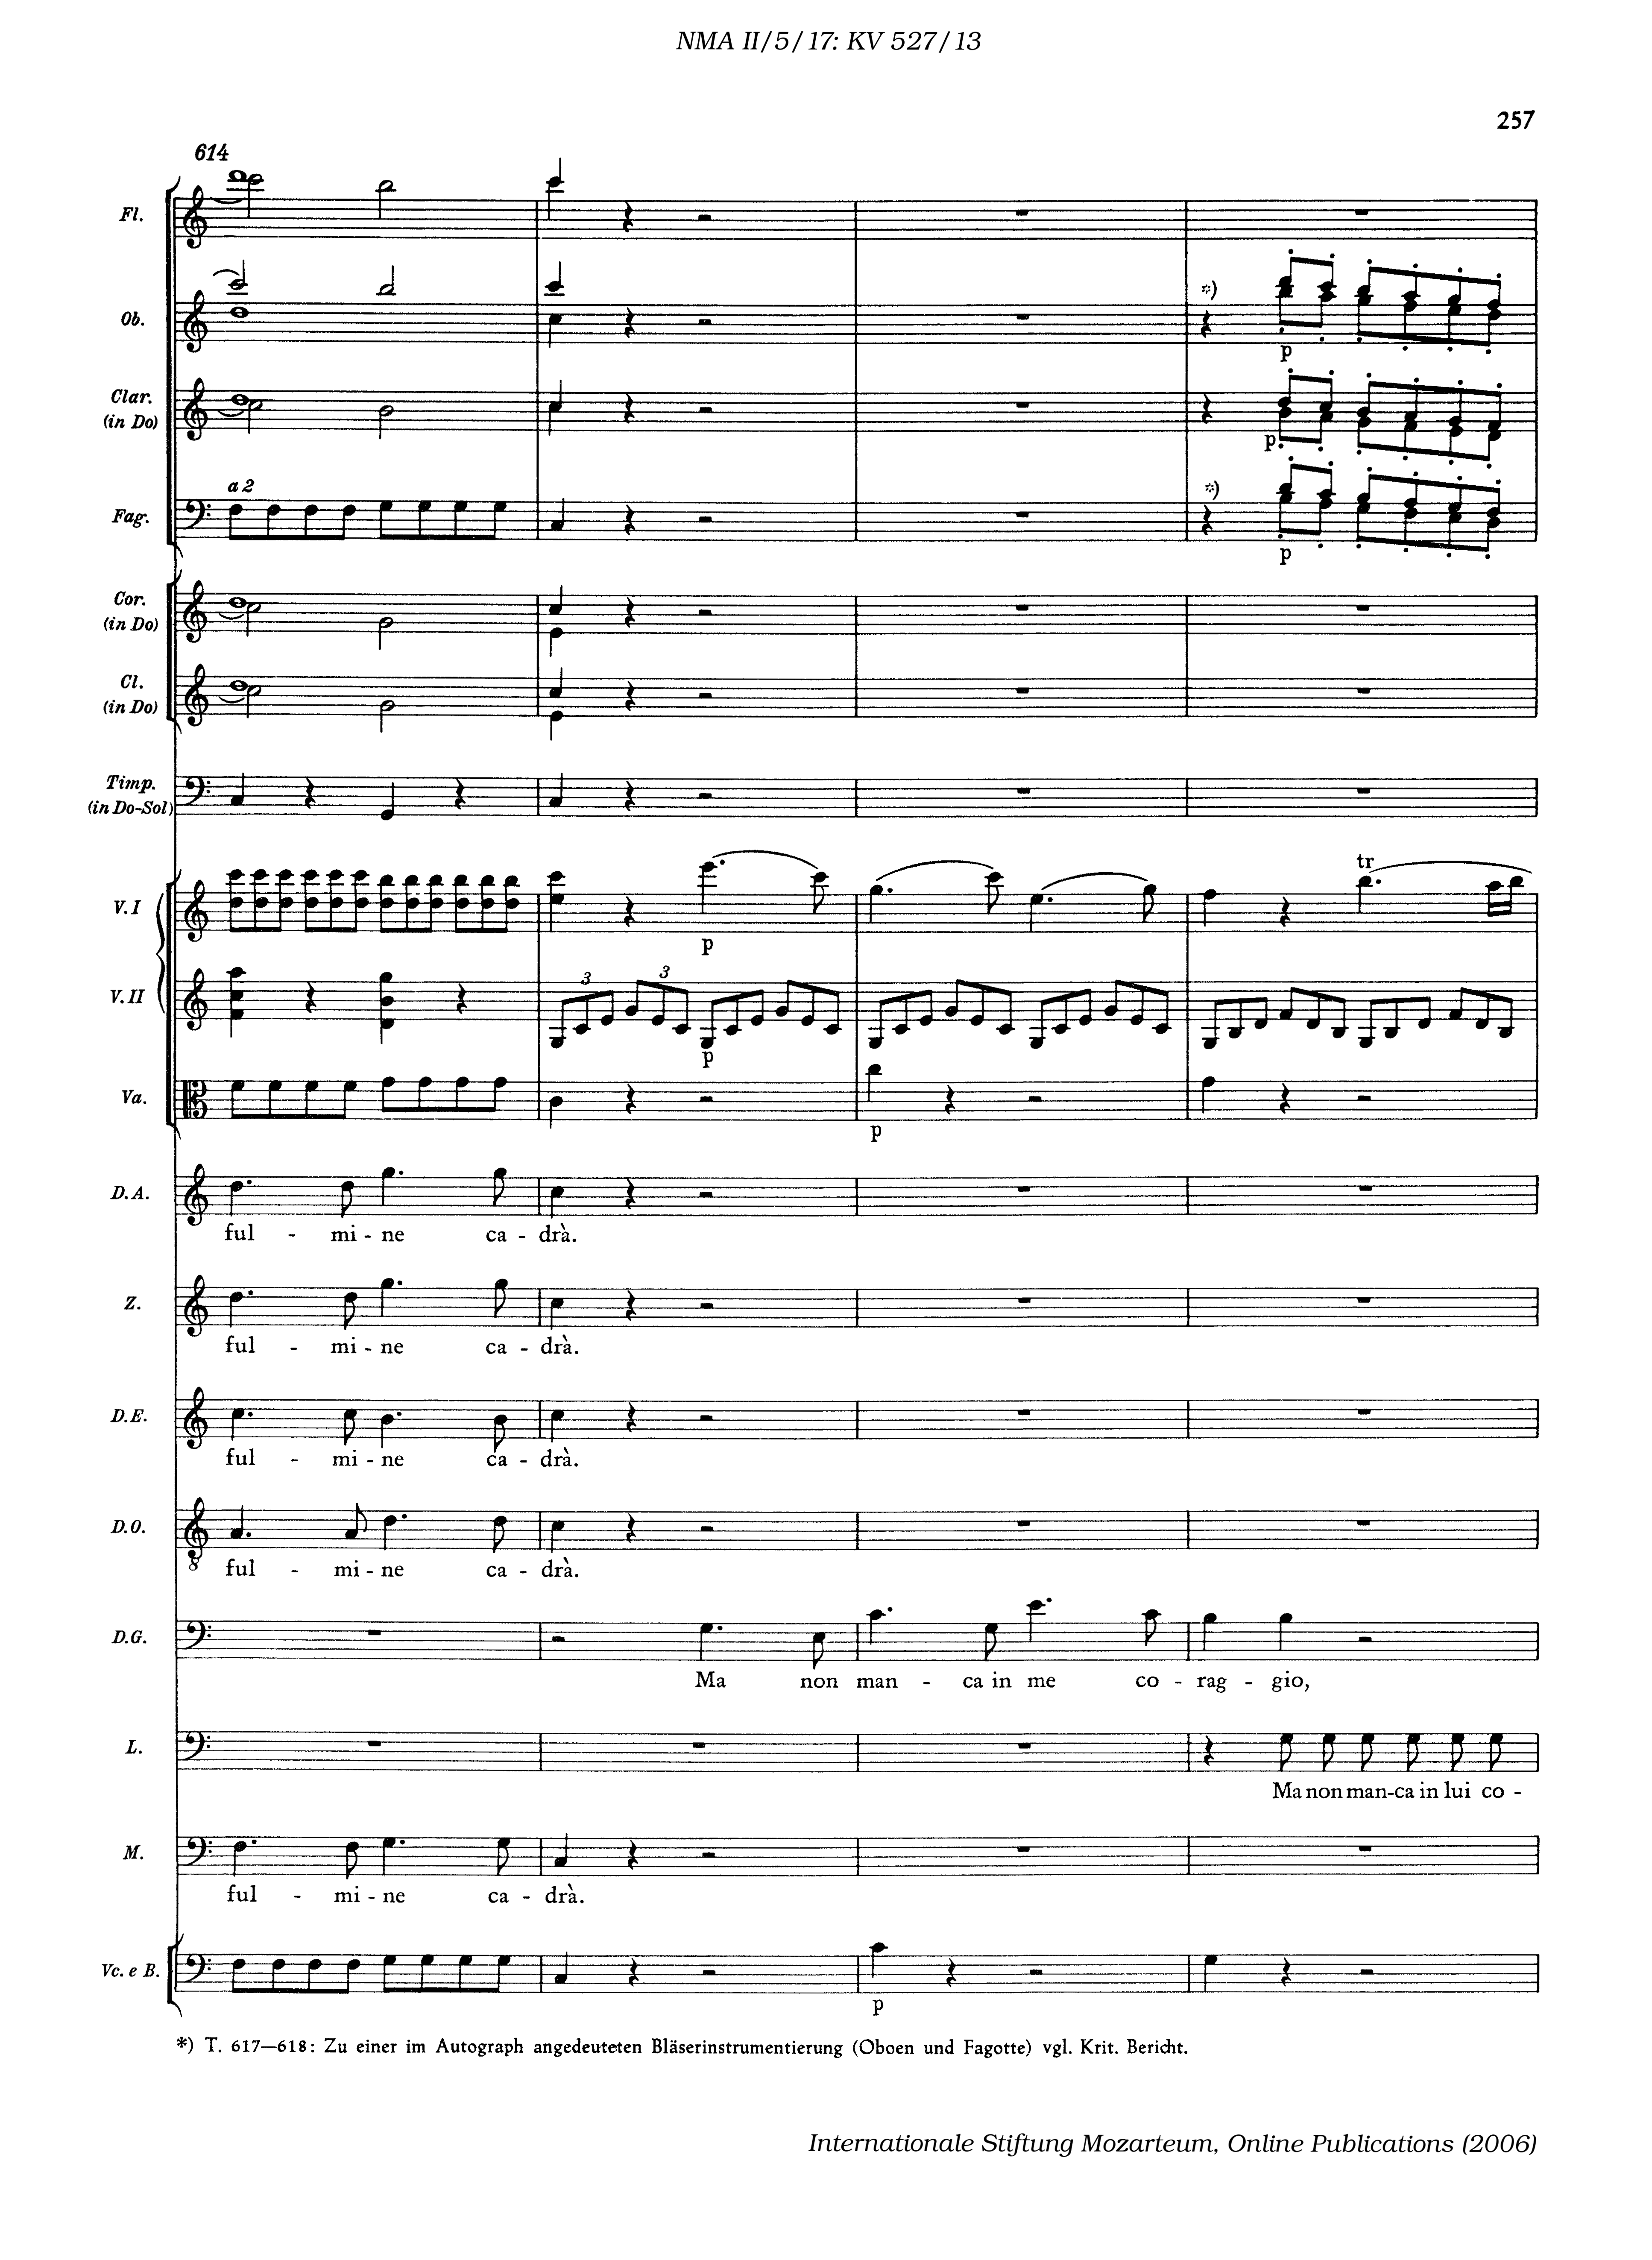 NMA II/5/17: KV 527/13
257
614
Fl.
Ob.
*)
p
Clar.
(in Do)
p
a 2
Fag.
*)
p
Cor.
(in Do)
Cl.
(in Do)
Timp.
(in Do-Sol)
tr
V. I
p
3 3
V. II
p
Va.
p
D. A.
ful - mi - ne ca - drà.
Z.
ful - mi - ne ca - drà.
D. E.
ful - mi - ne ca - drà.
D. O.
8
ful - mi - ne ca - drà.
D. G.
Ma non man - ca in me co - rag - gio,
L.
Ma non man-ca in lui co -
M.
ful - mi - ne ca - drà.
Vc. e B.
p
*) T. 617—618: Zu einer im Autograph angedeuteten Bläserinstrumentierung (Oboen und Fagotte) vgl. Krit. Bericht.
Internationale Stiftung Mozarteum, Online Publications (2006)